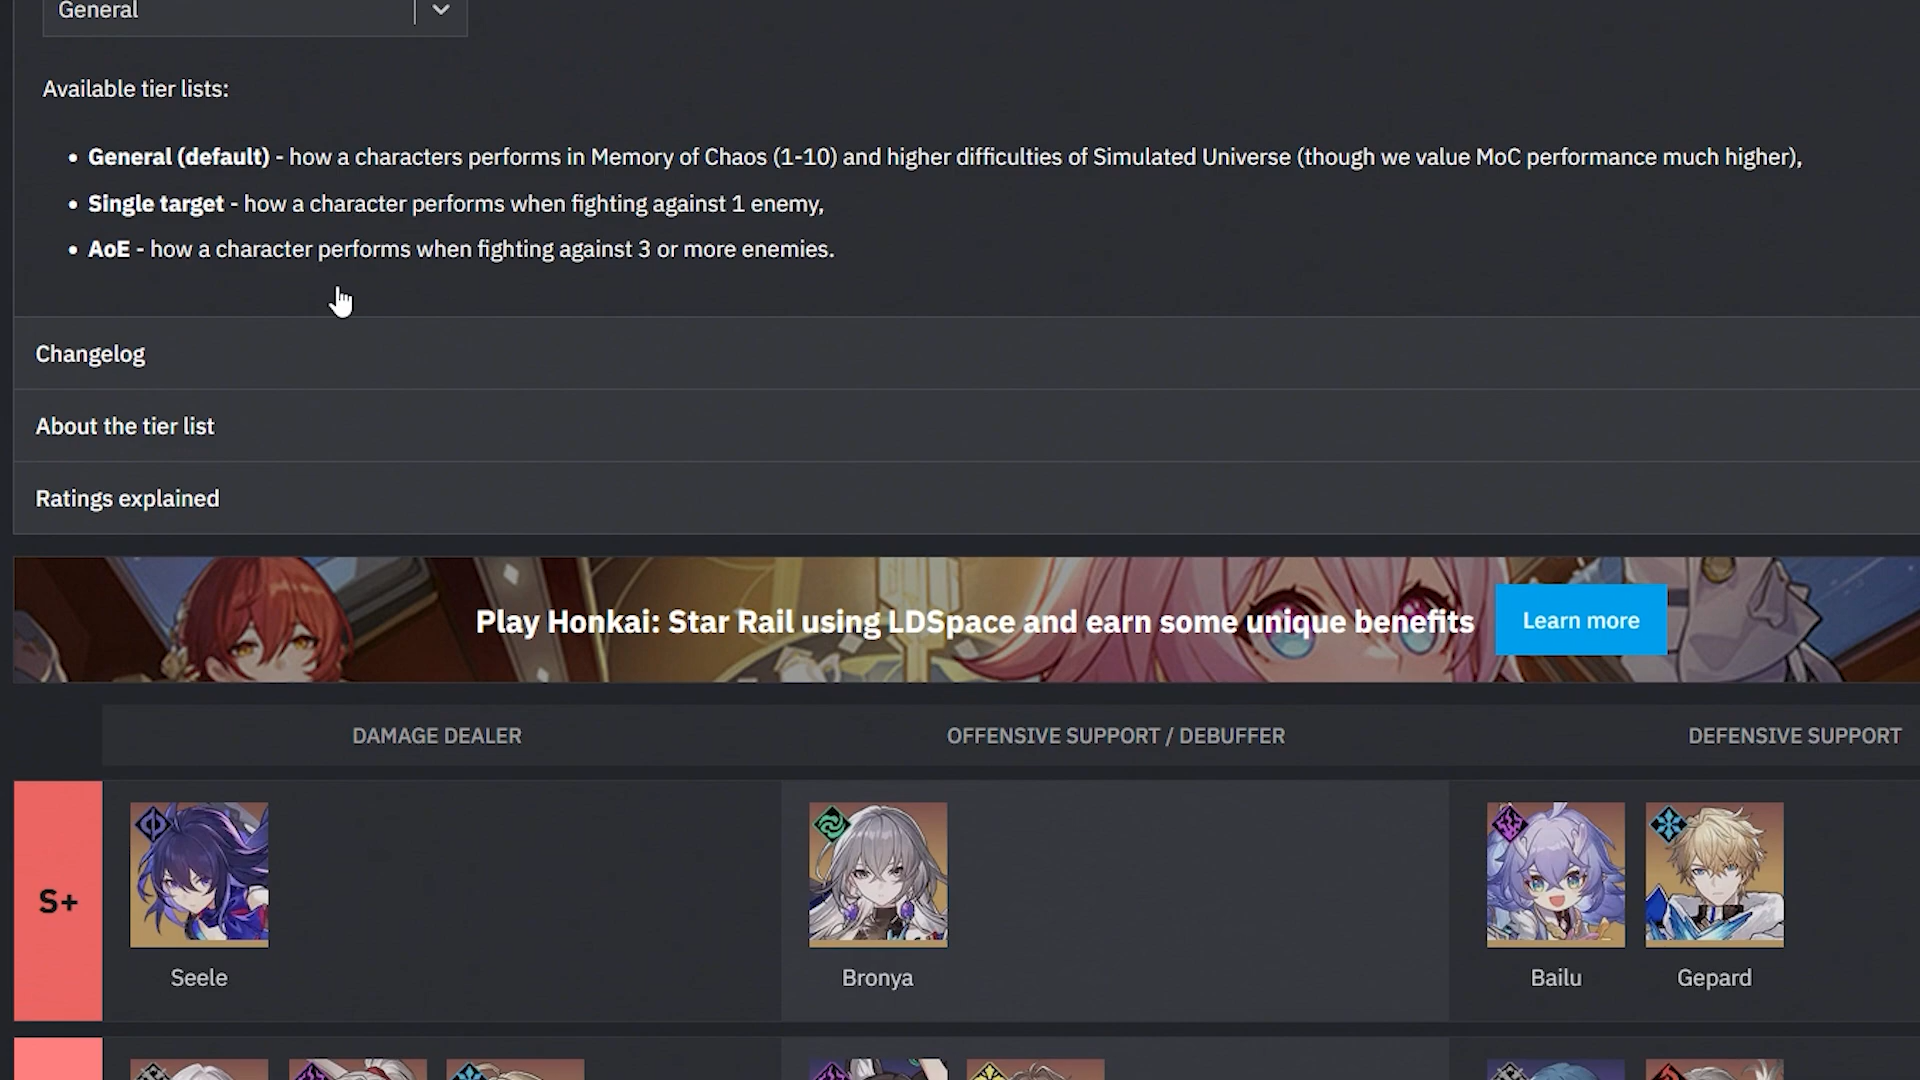 General
Available tier lists:
• General (default) - how a characters performs in Memory of Chaos (1-10) and higher difficulties of Simulated Universe (though we value MoC performance much higher),
• Single target - how a character performs when fighting against 1 enemy,
• AoE - how a character performs when fighting against 3 or more enemies.
Changelog
About the tier list
Ratings explained
Play Honkai: Star Rail using LDSpace and earn some unique benefits
Learn more
DAMAGE DEALER
OFFENSIVE SUPPORT / DEBUFFER
DEFENSIVE SUPPORT
S+
Seele
Bronya
Bailu
Gepard